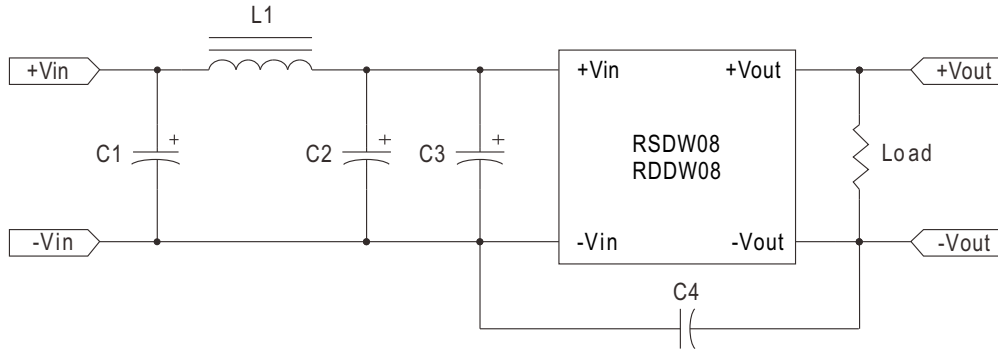 L1
+Vin
+Vin
+Vout
+Vout
+
+
+
C1
C2
C3
RSDW08
RDDW08
Load
-Vin
-Vin
-Vout
-Vout
C4